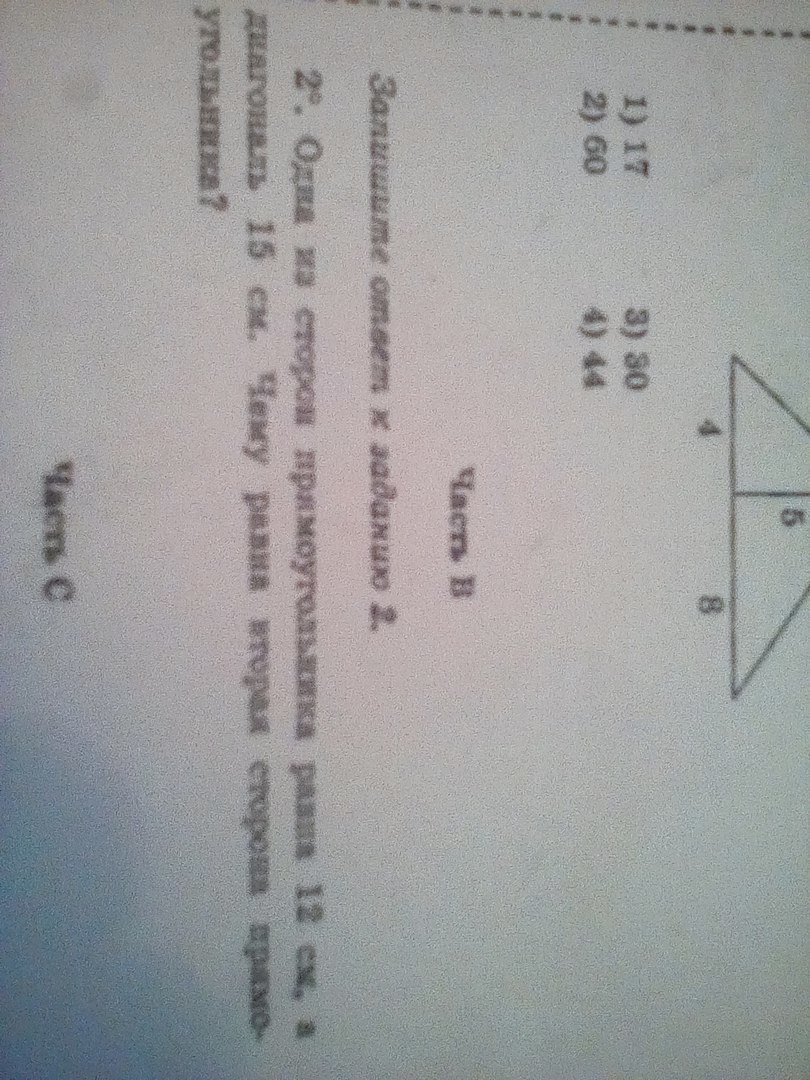 5
4 8
1) 17 3) 30
2) 60 4) 44
Часть В
Запишите ответ к заданию 2.
2°. Одна из сторон прямоугольника равна 12 см, а
диагональ 15 см. Чему равна вторая сторона прямо-
угольника?
Часть С